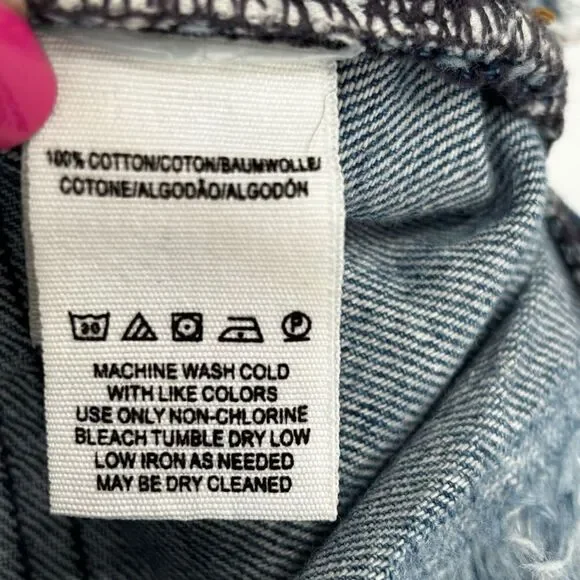 100% COTTON/COTON/BAUMWOLLE/
COTONE/ALGODÃO/ALGODÓN
30 P
MACHINE WASH COLD
WITH LIKE COLORS
USE ONLY NON-CHLORINE
BLEACH TUMBLE DRY LOW
LOW IRON AS NEEDED
MAY BE DRY CLEANED